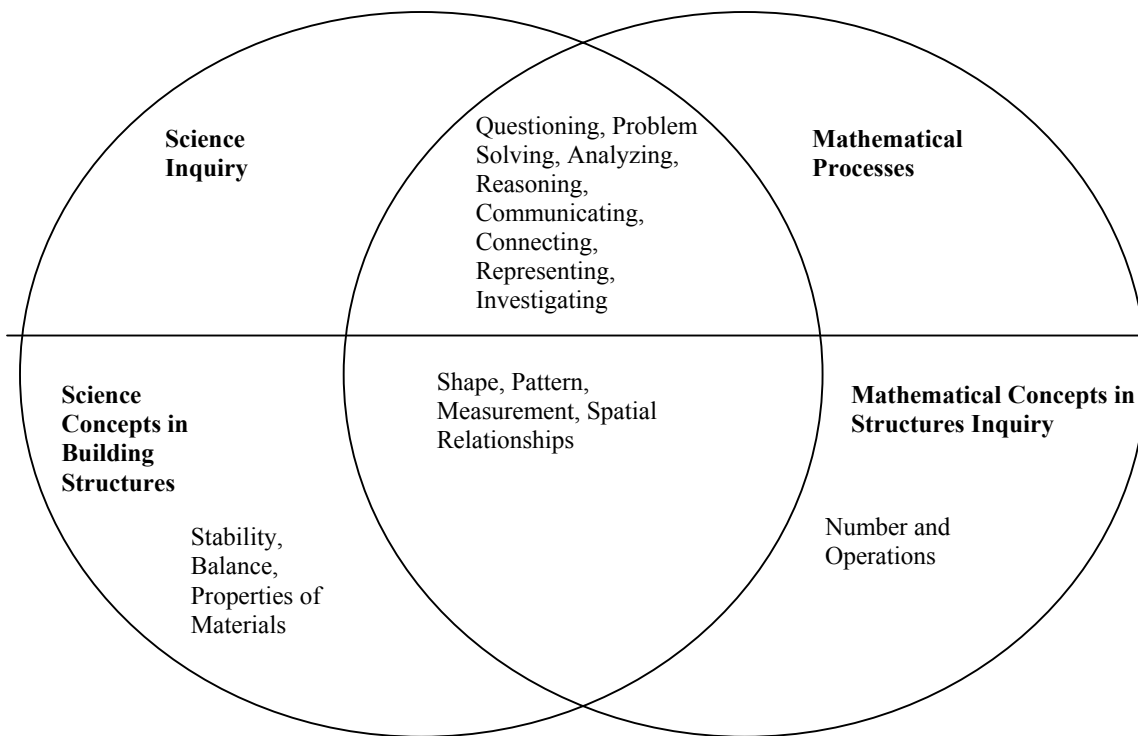 Science
Inquiry
Questioning, Problem
Solving, Analyzing,
Reasoning,
Communicating,
Connecting,
Representing,
Investigating
Mathematical
Processes
Science
Concepts in
Building
Structures
Stability,
Balance,
Properties of
Materials
Shape, Pattern,
Measurement, Spatial
Relationships
Mathematical Concepts in
Structures Inquiry
Number and
Operations